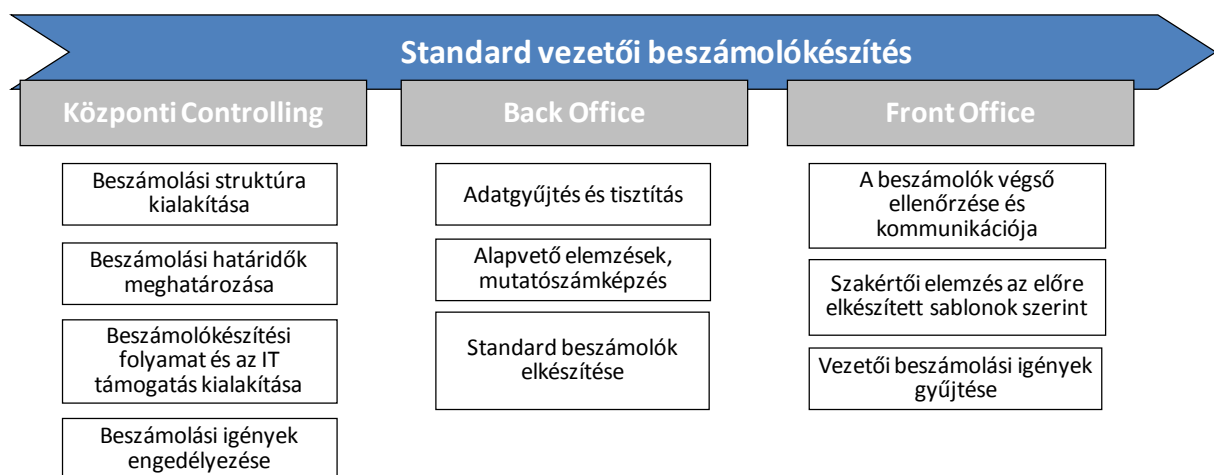 Standard vezetői beszámolókészítés
Központi Controlling
Beszámolási struktúra
kialakítása
Beszámolási határidők
meghatározása
Beszámolókészítési
folyamat és az IT
támogatás kialakítása
Beszámolási igények
engedélyezése
Back Office
Adatgyűjtés és tisztítás
Alapvető elemzések,
mutatószámképzés
Standard beszámolók
elkészítése
Front Office
A beszámolók végső
ellenőrzése és
kommunikációja
Szakértői elemzés az előre
elkészített sablonok szerint
Vezetői beszámolási igények
gyűjtése